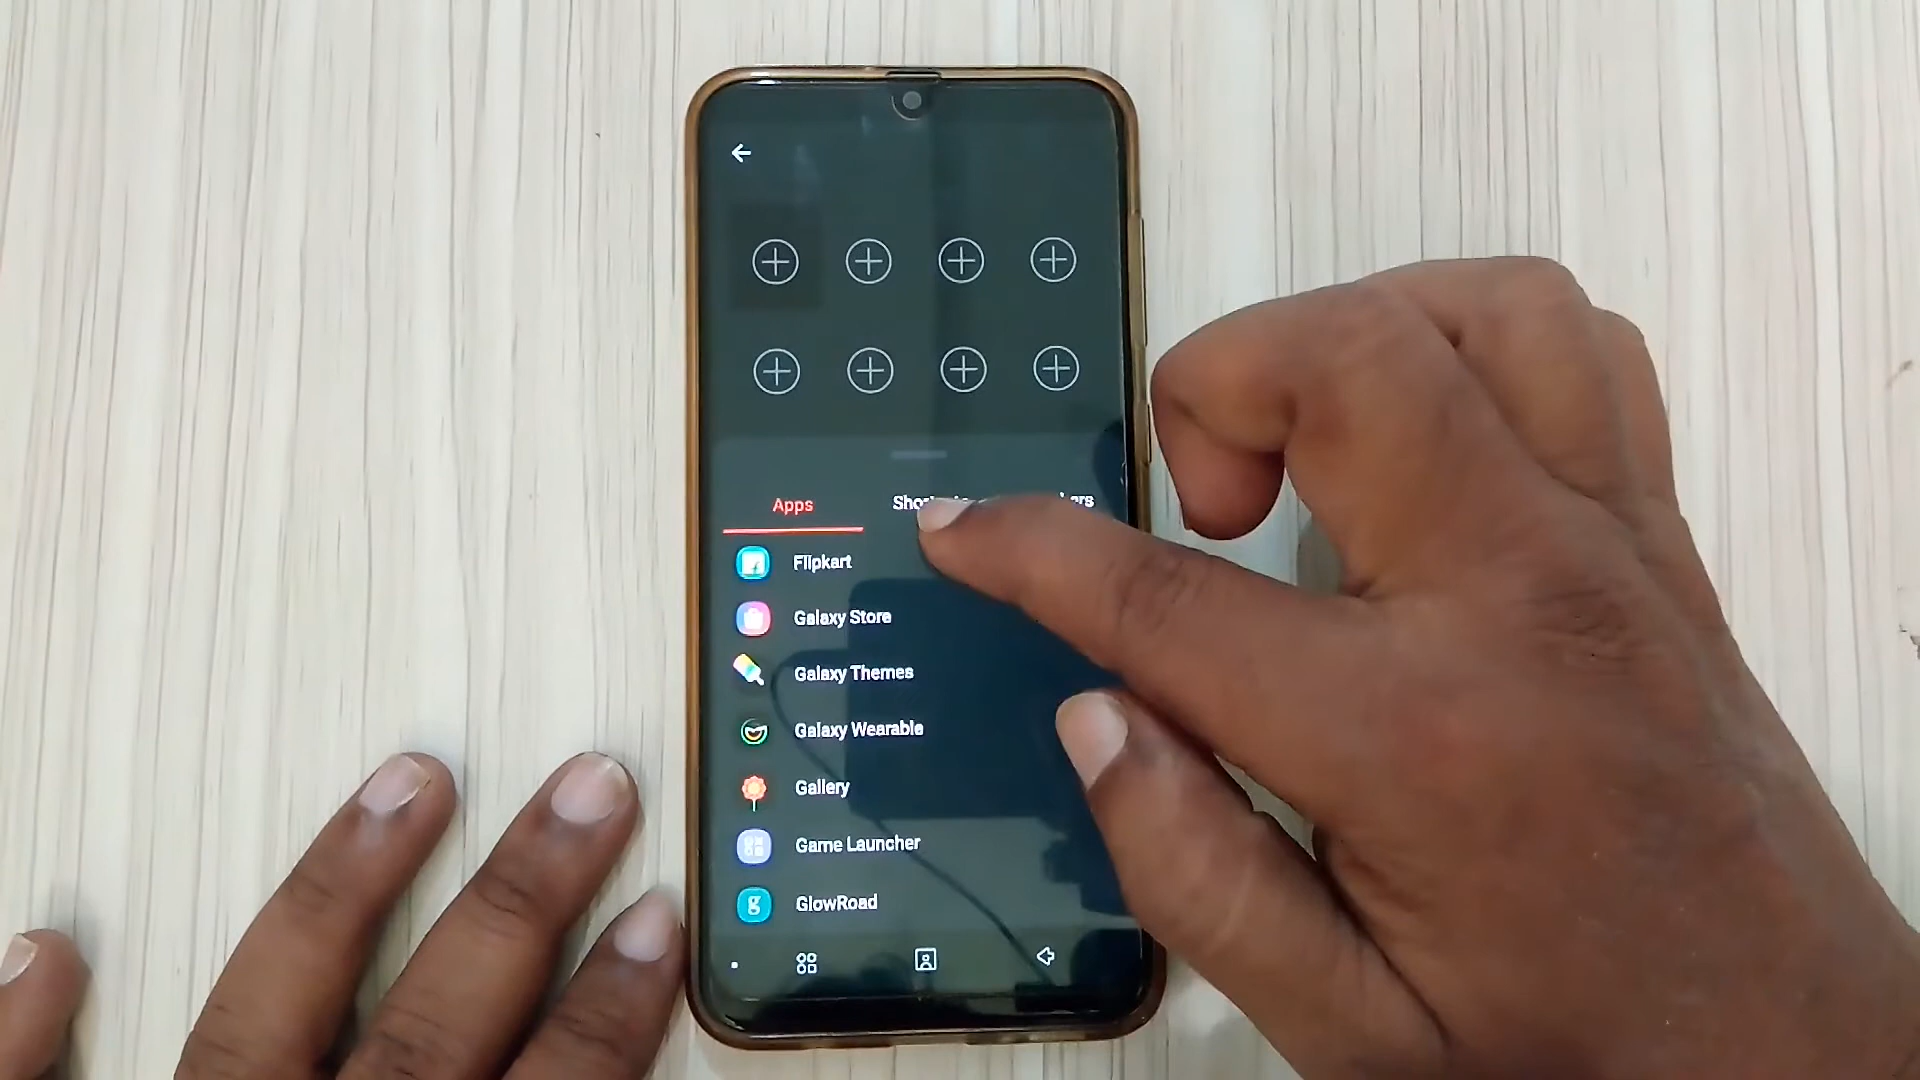 Apps
Flipkart
Galaxy Store
Galaxy Themes
Galaxy Wearable
Gallery
Game Launcher
g GlowRoad